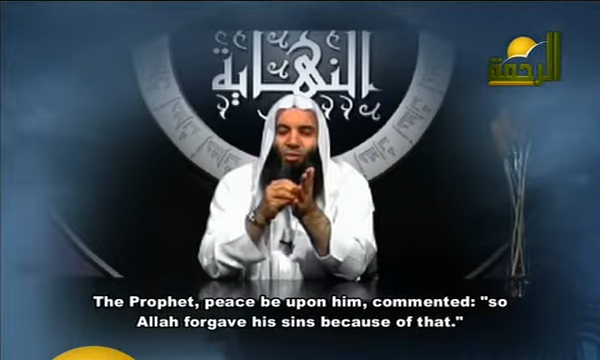 النهاية
الرحمة
The Prophet, peace be upon him, commented: "so
Allah forgave his sins because of that."